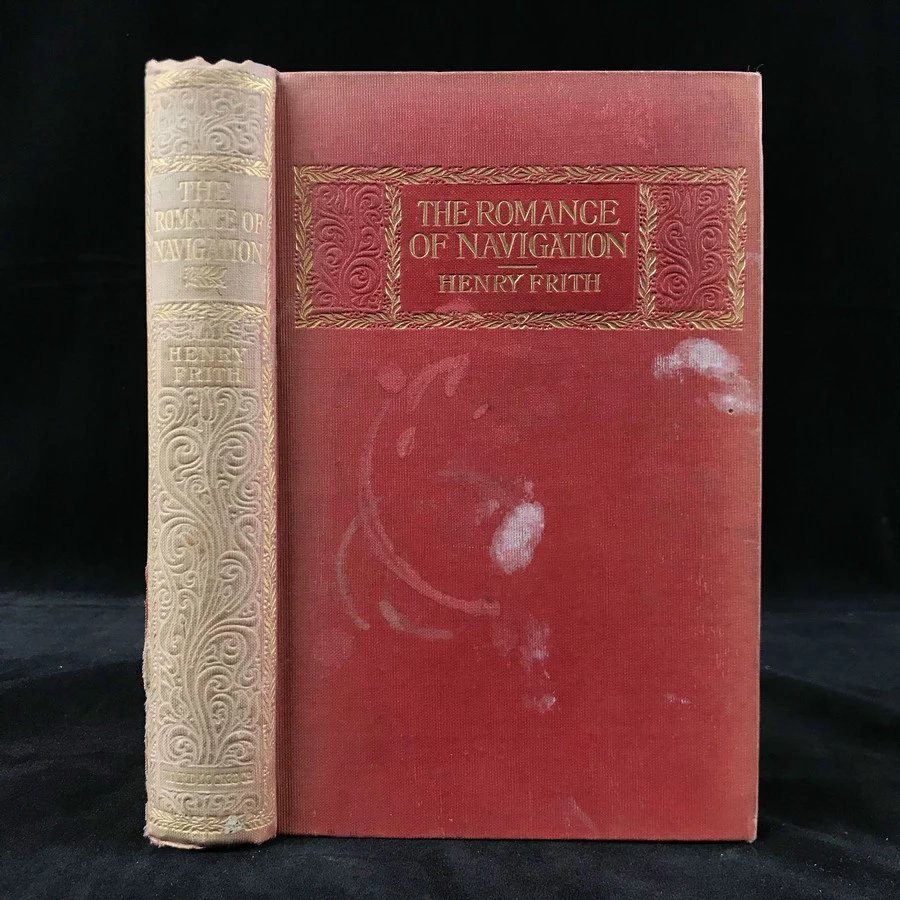 THE
ROMANCE OF
NAVIGATION
HENRY
FRITH
THE ROMANCE
OF NAVIGATION
HENRY FRITH